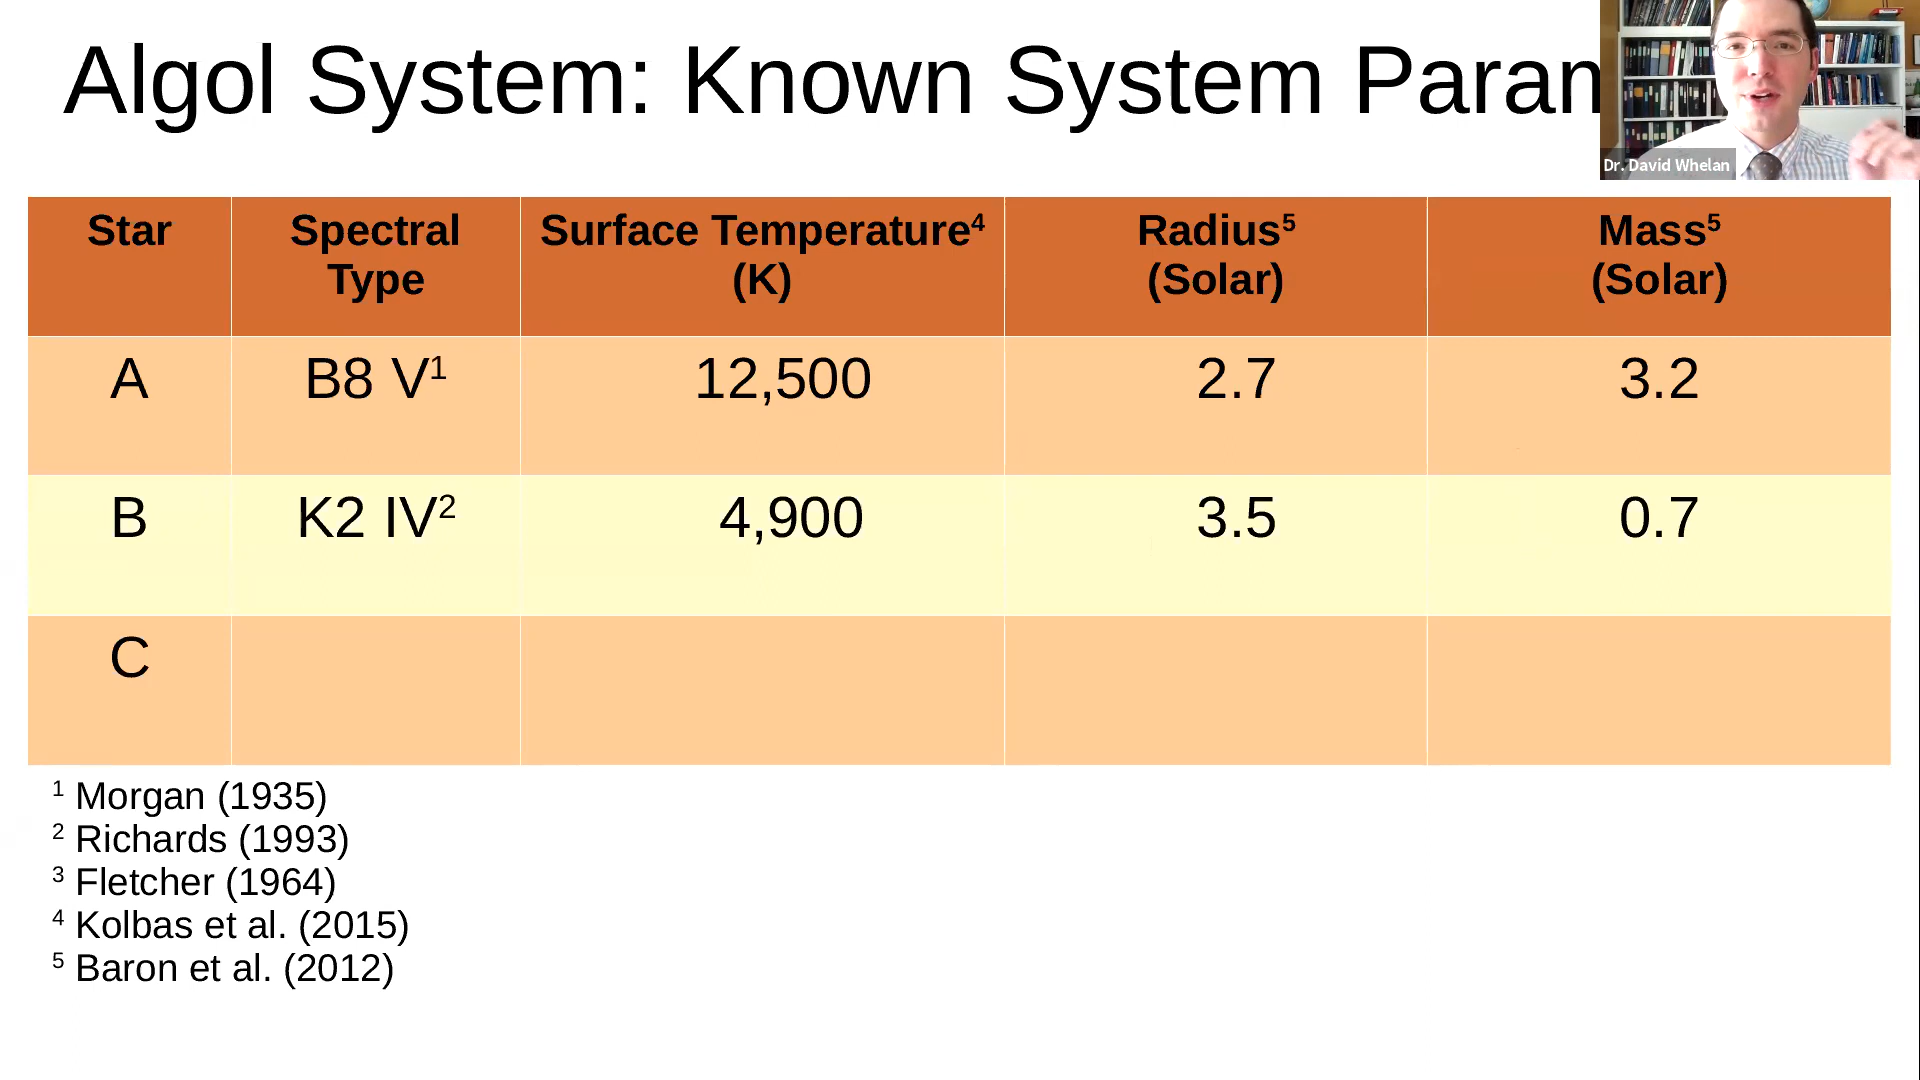 Algol System: Known System Param
Dr. David Whelan
Star Spectral Type Surface Temperature⁴ (K) Radius⁵ (Solar) Mass⁵ (Solar)
A B8 V¹ 12,500 2.7 3.2
B K2 IV² 4,900 3.5 0.7
C
¹ Morgan (1935)
² Richards (1993)
³ Fletcher (1964)
⁴ Kolbas et al. (2015)
⁵ Baron et al. (2012)